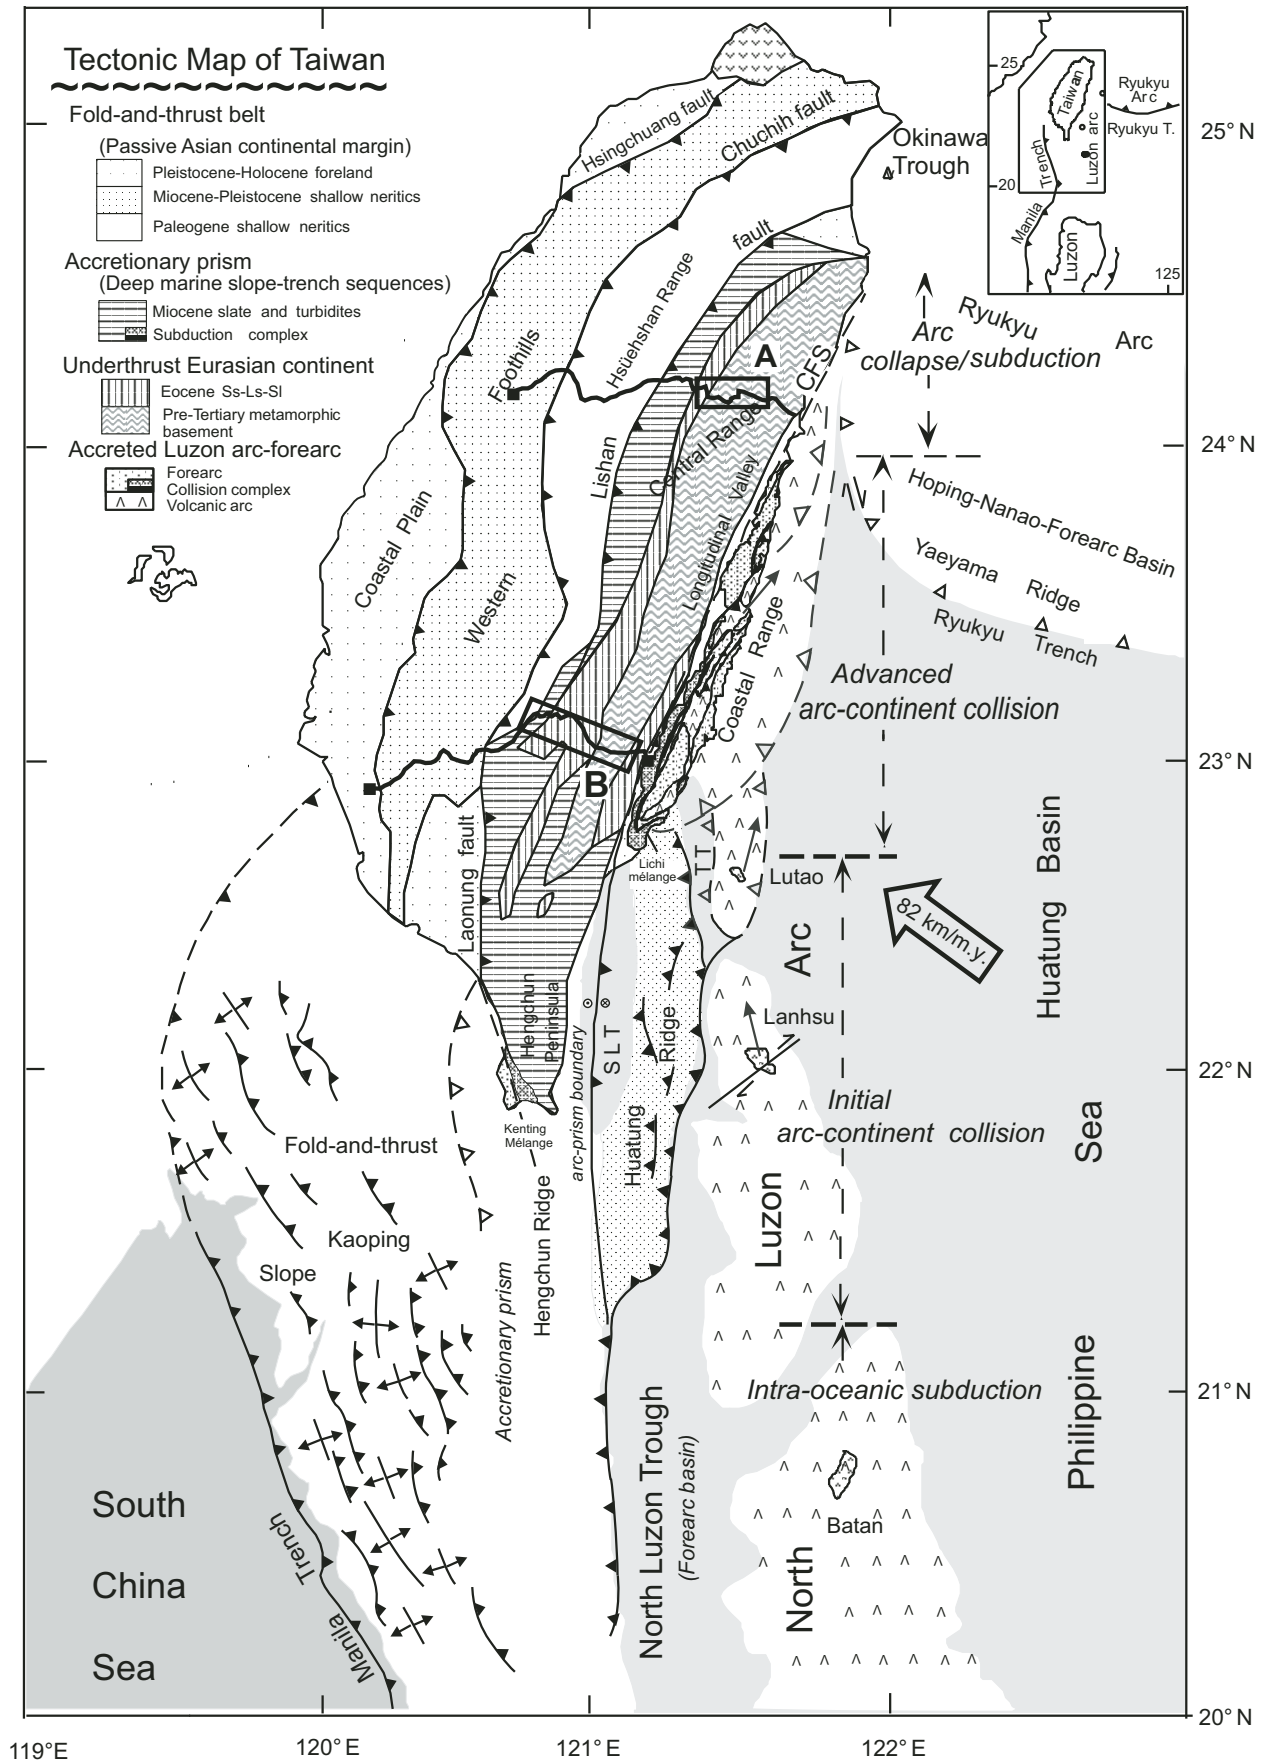 Tectonic Map of Taiwan
Fold-and-thrust belt
(Passive Asian continental margin)
Pleistocene-Holocene foreland
Miocene-Pleistocene shallow neritics
Paleogene shallow neritics
Accretionary prism
(Deep marine slope-trench sequences)
Miocene slate and turbidites
Subduction complex
Underthrust Eurasian continent
Eocene Ss-Ls-Sl
Pre-Tertiary metamorphic
basement
Accreted Luzon arc-forearc
Forearc
Collision complex
Volcanic arc
25
20
125
Taiwan
Ryukyu
Arc
Ryukyu T.
Luzon arc
Trench
Manila
Luzon
25° N
24° N
23° N
22° N
21° N
20° N
119°E
120° E
121° E
122° E
Hsingchuang fault
Chuchih fault
Okinawa
Trough
fault
Lishan
Hsüehshan Range
Foothills
Western
Coastal Plain
A
CFS
Central Range
Longitudinal Valley
Coastal Range
Arc
collapse/subduction
Ryukyu
Arc
Hoping-Nanao-Forearc Basin
Yaeyama
Ridge
Ryukyu
Trench
Advanced
arc-continent collision
B
Laonung fault
Lichi
mélange
TT
Lutao
82 km/m.y.
Huatung Basin
Arc
Lanhsu
Hengchun
Peninsula
SLT
arc-prism boundary
Ridge
Huatung
Initial
arc-continent collision
Kenting
Mélange
Hengchun Ridge
Accretionary prism
Fold-and-thrust
Kaoping
Slope
Luzon
Sea
Intra-oceanic subduction
Philippine
North Luzon Trough
(Forearc basin)
Batan
North
South
China
Sea
Trench
Manila